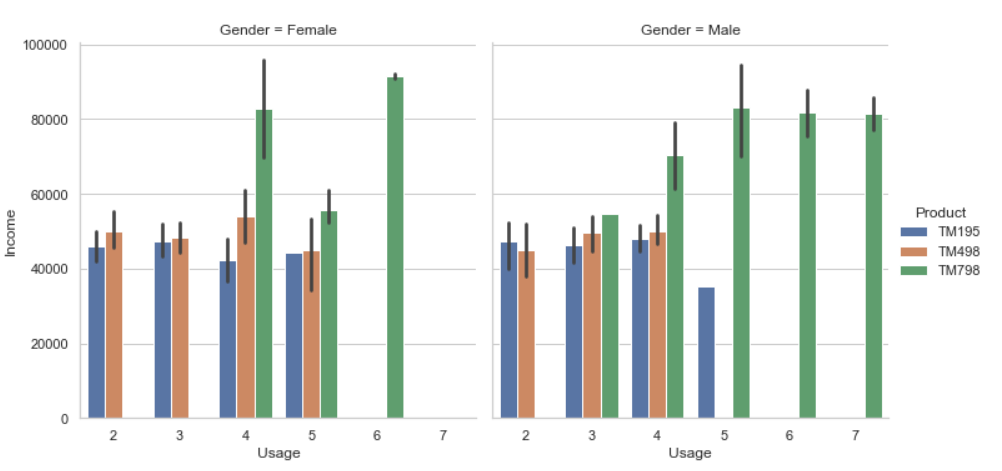 Gender = Female
Gender = Male
100000
80000
60000
40000
20000
0
Income
2 3 4 5 6 7
Usage
2 3 4 5 6 7
Usage
Product
TM195
TM498
TM798